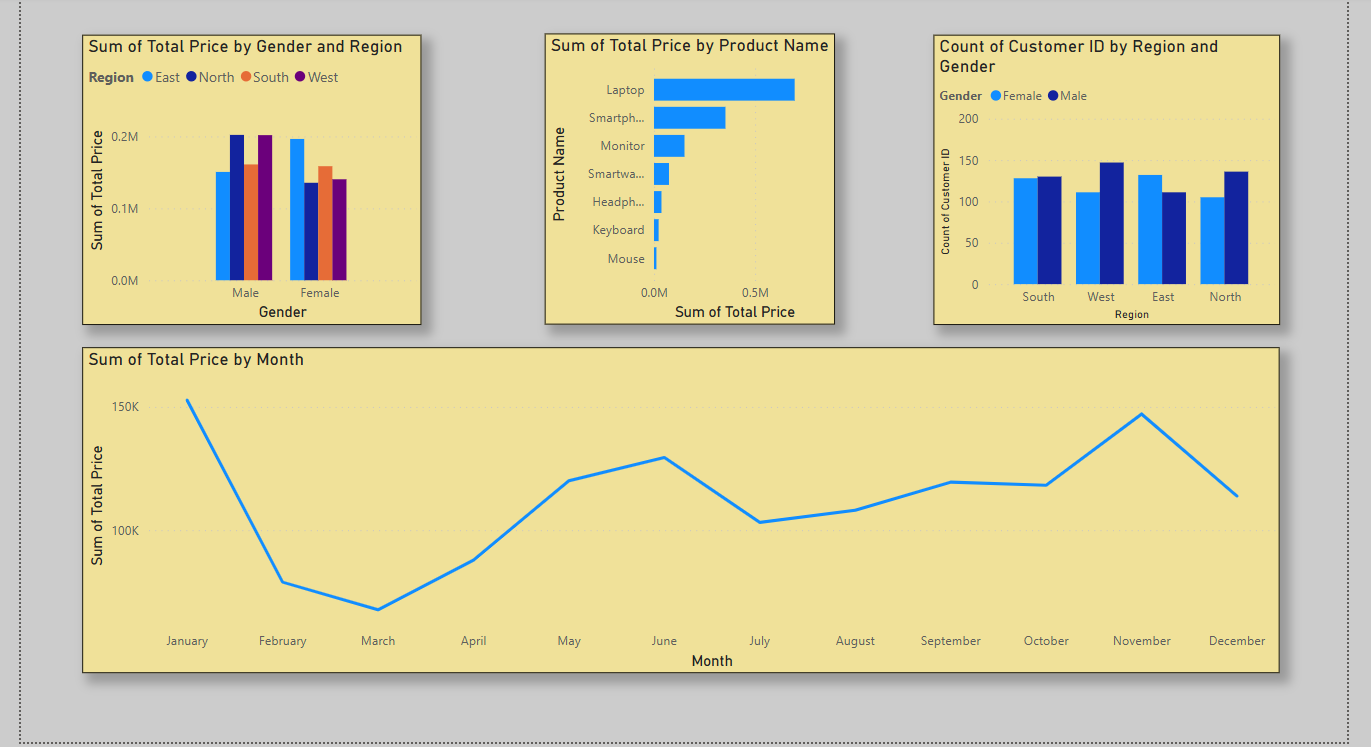 Sum of Total Price by Gender and Region
Region East North South West
Sum of Total Price
0.2M
0.1M
0.0M
Male Female
Gender
Sum of Total Price by Product Name
Product Name
Laptop
Smartph...
Monitor
Smartwa...
Headph...
Keyboard
Mouse
0.0M 0.5M
Sum of Total Price
Count of Customer ID by Region and
Gender
Gender Female Male
Count of Customer ID
200
150
100
50
0
South West East North
Region
Sum of Total Price by Month
Sum of Total Price
150K
100K
January February March April May June July August September October November December
Month